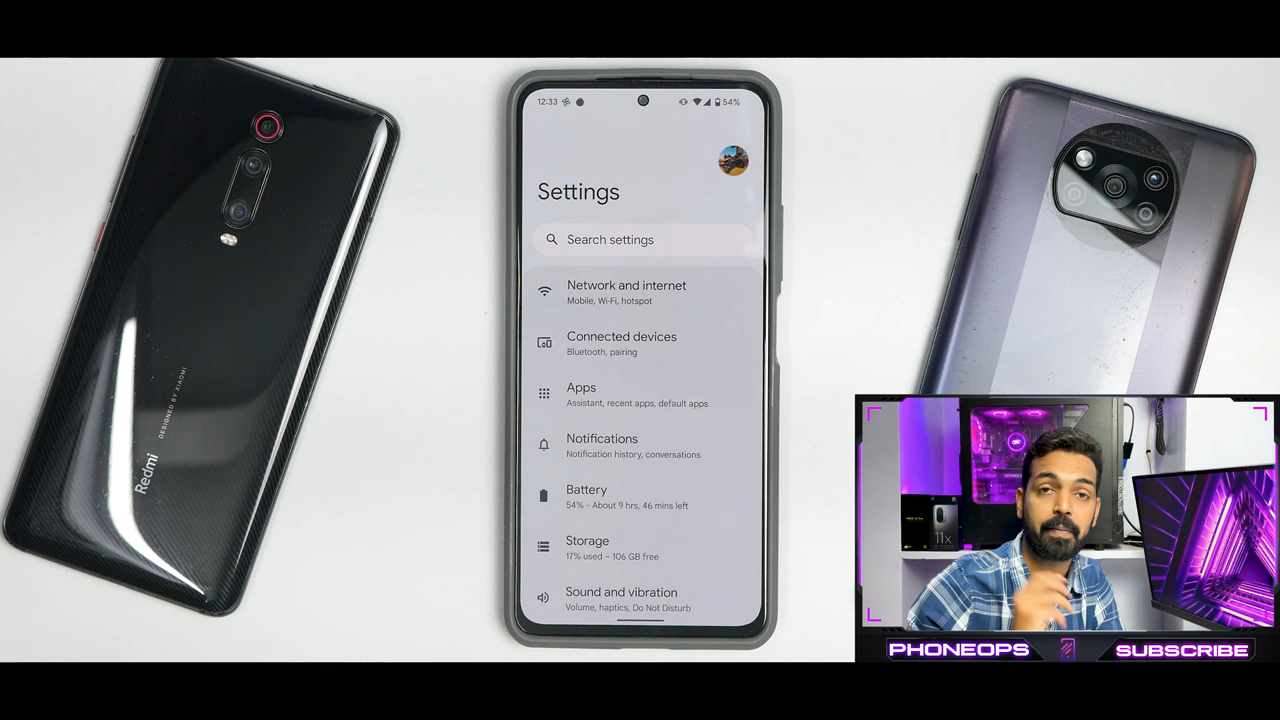 12:33
54%
Settings
Search settings
Network and internet
Mobile, Wi-Fi, hotspot
Connected devices
Bluetooth, pairing
Apps
Assistant, recent apps, default apps
Notifications
Notification history, conversations
Battery
54% - About 9 hrs, 46 mins left
Storage
17% used - 106 GB free
Sound and vibration
Volume, haptics, Do Not Disturb
Redmi
DESIGNED BY XIAOMI
11x
PHONEOPS
SUBSCRIBE